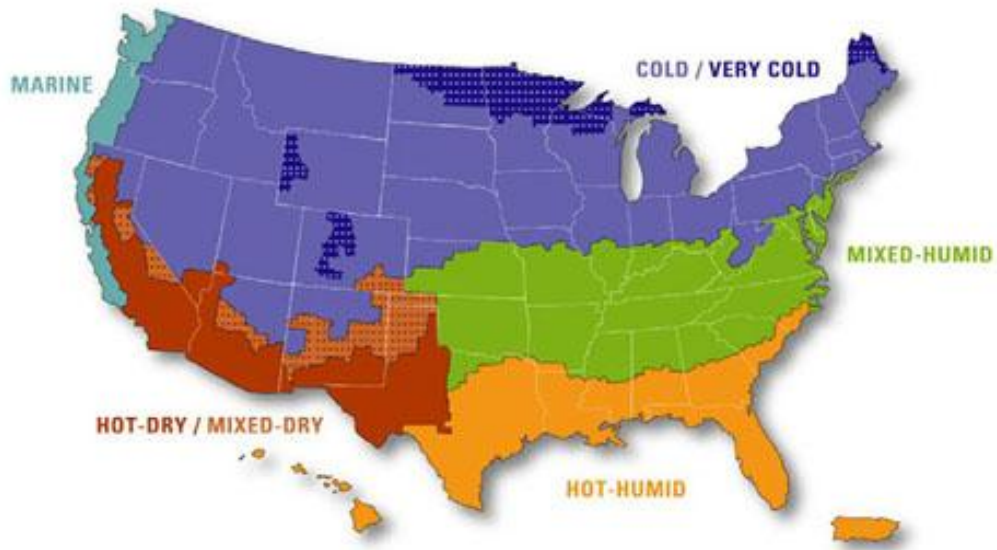 COLD / VERY COLD
MARINE
MIXED-HUMID
HOT-DRY / MIXED-DRY
HOT-HUMID